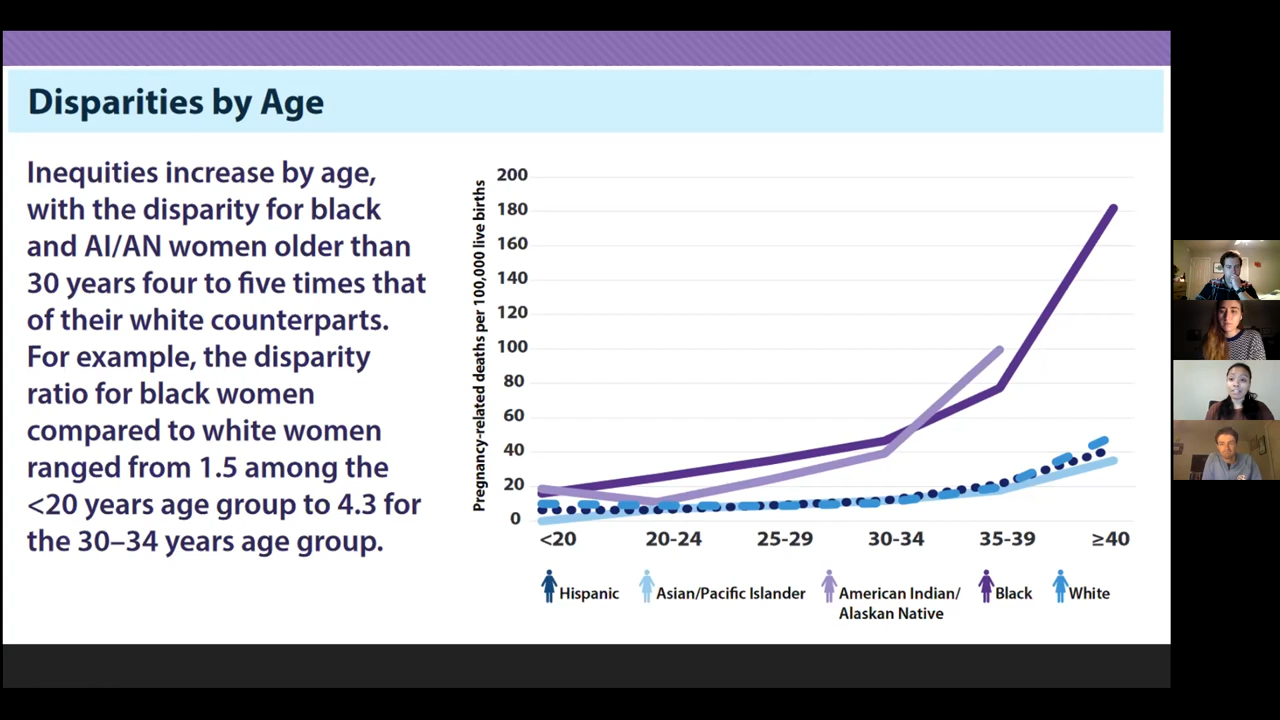 Disparities by Age
Inequities increase by age,
with the disparity for black
and AI/AN women older than
30 years four to five times that
of their white counterparts.
For example, the disparity
ratio for black women
compared to white women
ranged from 1.5 among the
<20 years age group to 4.3 for
the 30–34 years age group.
Pregnancy-related deaths per 100,000 live births
200
180
160
140
120
100
80
60
40
20
0
<20 20-24 25-29 30-34 35-39 ≥40
Hispanic Asian/Pacific Islander American Indian/ Black White
Alaskan Native